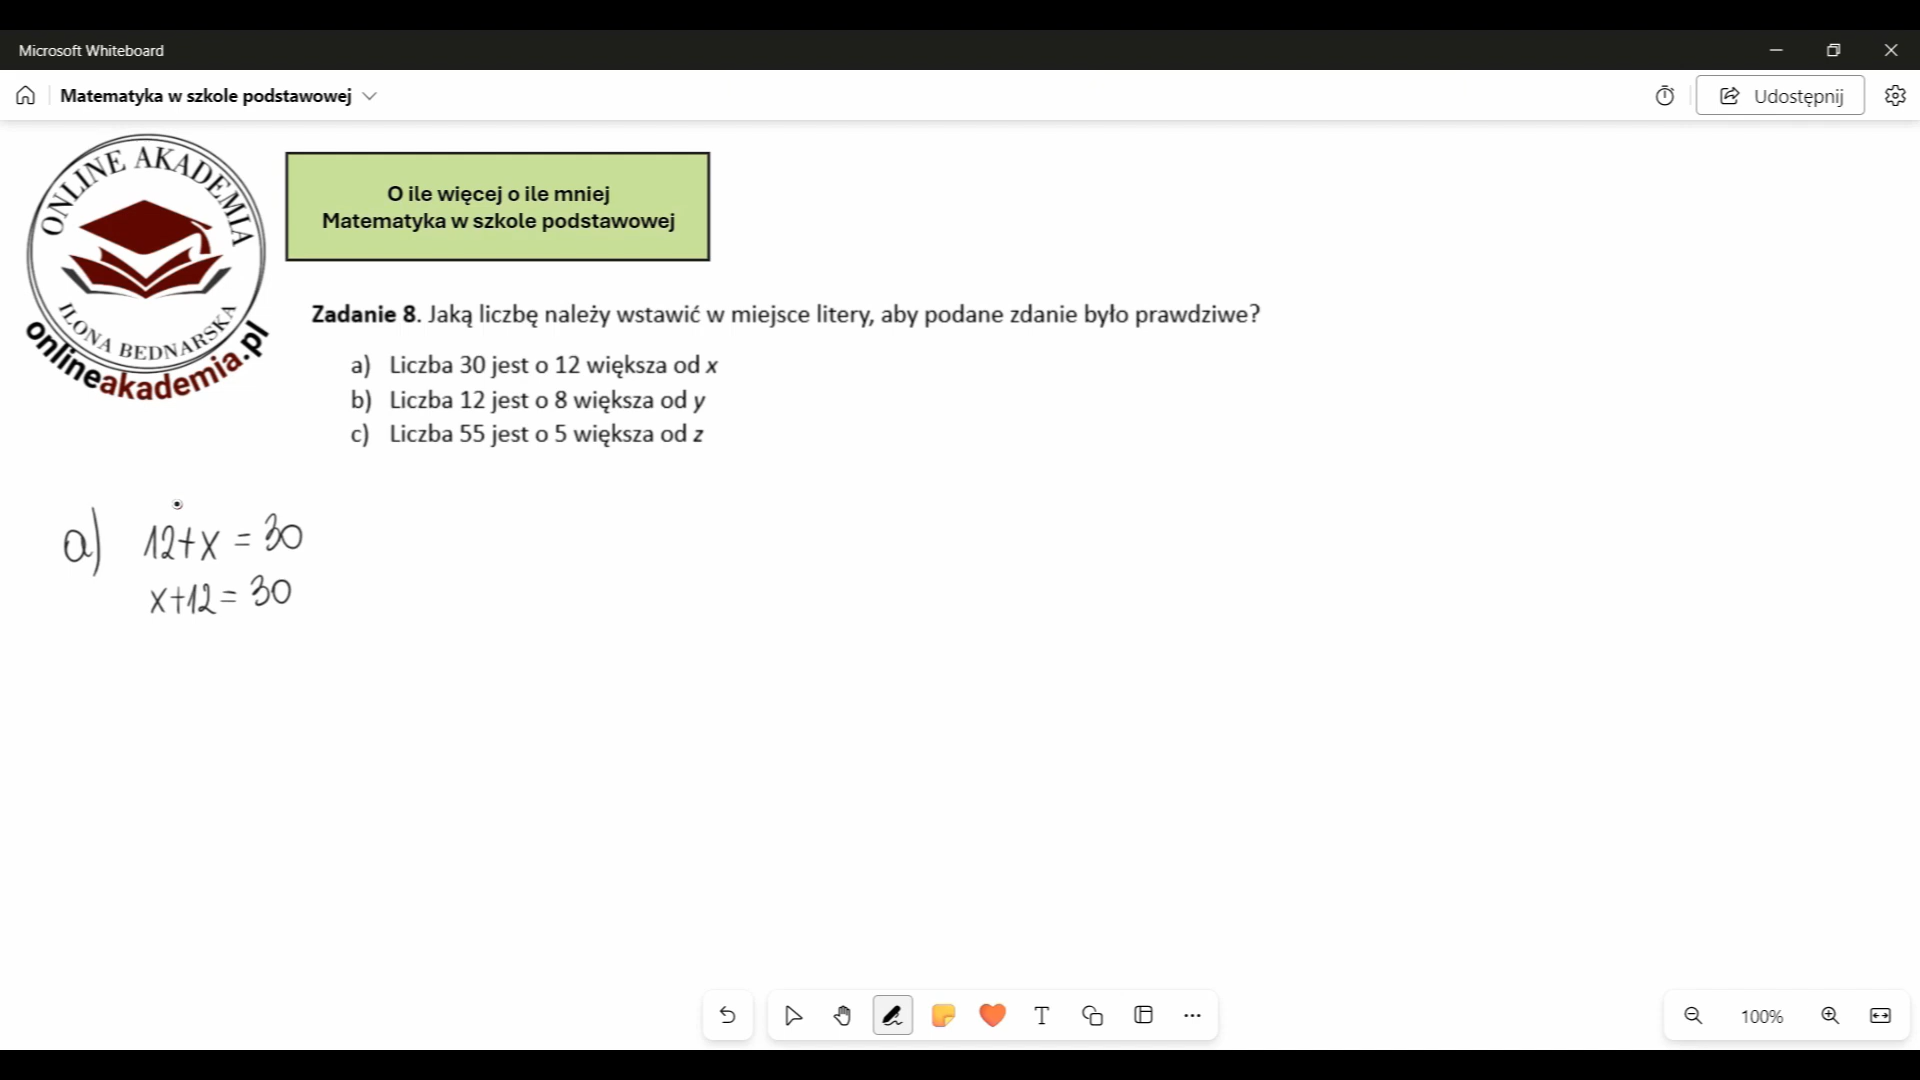 Microsoft Whiteboard
Matematyka w szkole podstawowej
Udostępnij
ONLINE AKADEMIA
ILONA BEDNARSKA
onlineakademia.pl
O ile więcej o ile mniej
Matematyka w szkole podstawowej
Zadanie 8. Jaką liczbę należy wstawić w miejsce litery, aby podane zdanie było prawdziwe?
a) Liczba 30 jest o 12 większa od x
b) Liczba 12 jest o 8 większa od y
c) Liczba 55 jest o 5 większa od z
a) 12+x = 30
x+12 = 30
100%